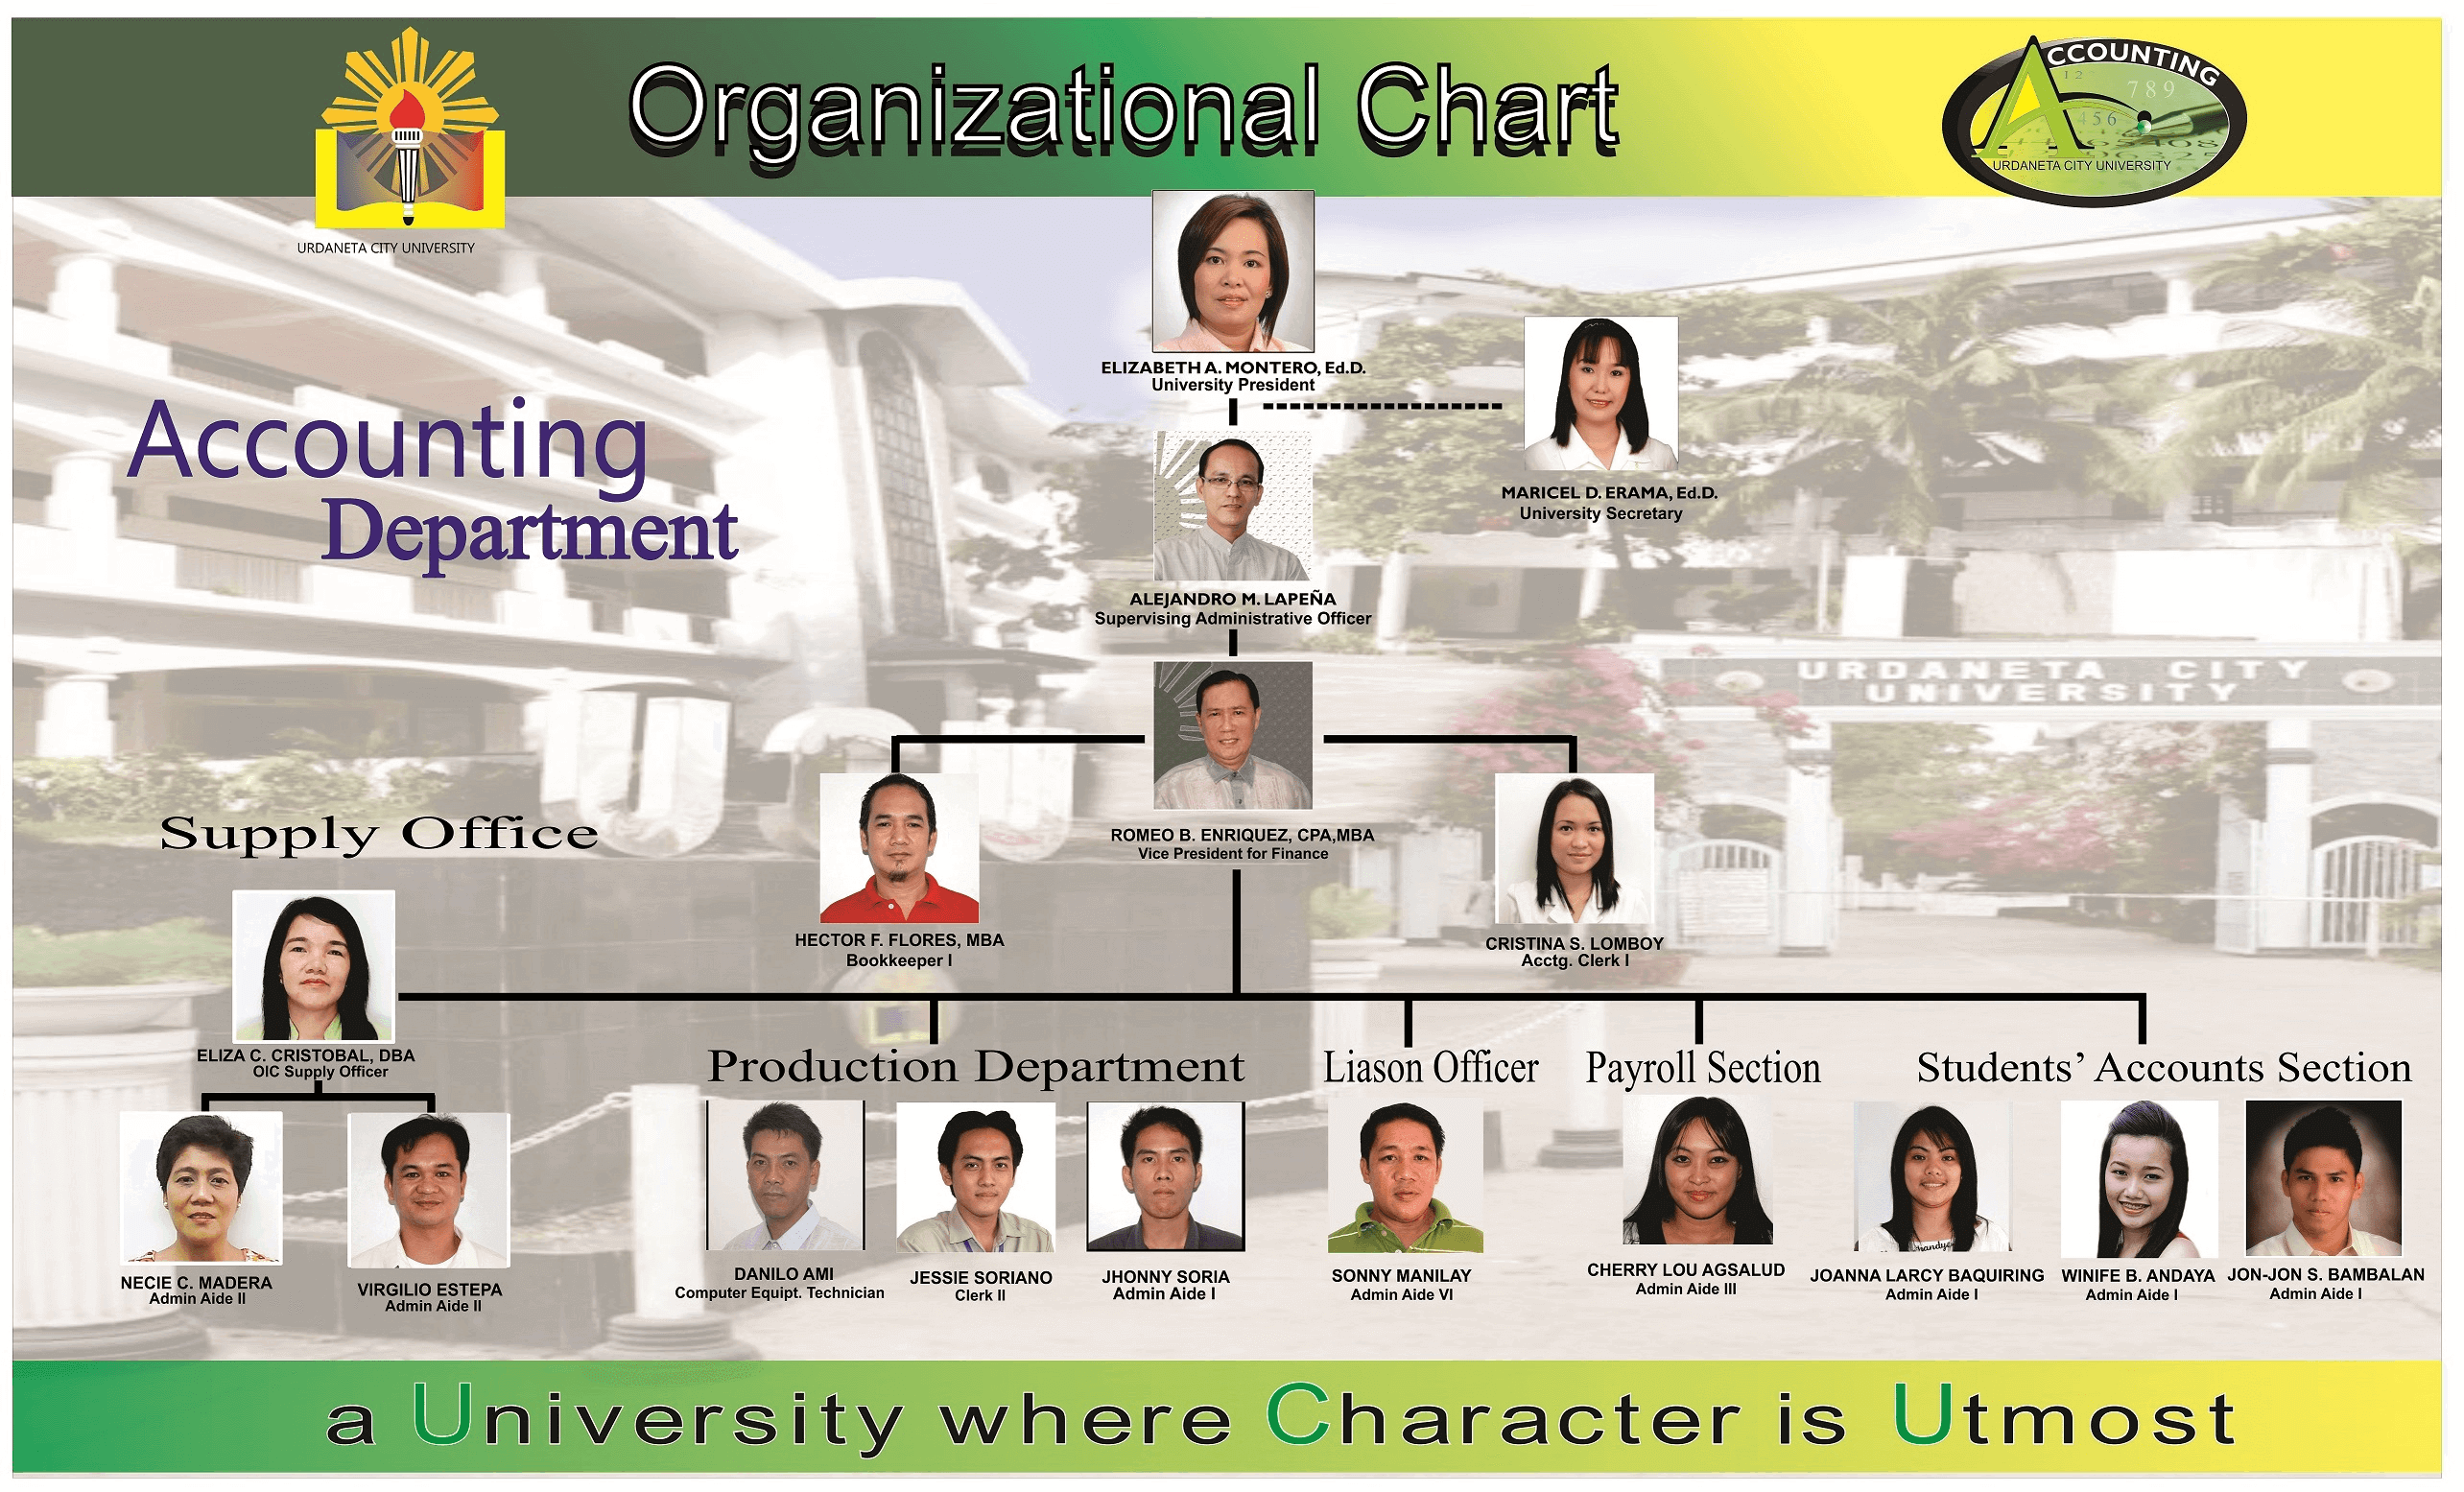 Organizational Chart
ACCOUNTING
12
789
456
URDANETA CITY UNIVERSITY
URDANETA CITY UNIVERSITY
ELIZABETH A. MONTERO, Ed.D.
University President
MARICEL D. ERAMA, Ed.D.
University Secretary
Accounting
Department
ALEJANDRO M. LAPEÑA
Supervising Administrative Officer
URDANETA CITY
UNIVERSITY
ROMEO B. ENRIQUEZ, CPA,MBA
Vice President for Finance
HECTOR F. FLORES, MBA
Bookkeeper I
CRISTINA S. LOMBOY
Acctg. Clerk I
Supply Office
ELIZA C. CRISTOBAL, DBA
OIC Supply Officer
NECIE C. MADERA
Admin Aide II
VIRGILIO ESTEPA
Admin Aide II
Production Department
DANILO AMI
Computer Equipt. Technician
JESSIE SORIANO
Clerk II
JHONNY SORIA
Admin Aide I
Liason Officer
SONNY MANILAY
Admin Aide VI
Payroll Section
CHERRY LOU AGSALUD
Admin Aide III
Students’ Accounts Section
JOANNA LARCY BAQUIRING
Admin Aide I
WINIFE B. ANDAYA
Admin Aide I
JON-JON S. BAMBALAN
Admin Aide I
a University where Character is Utmost